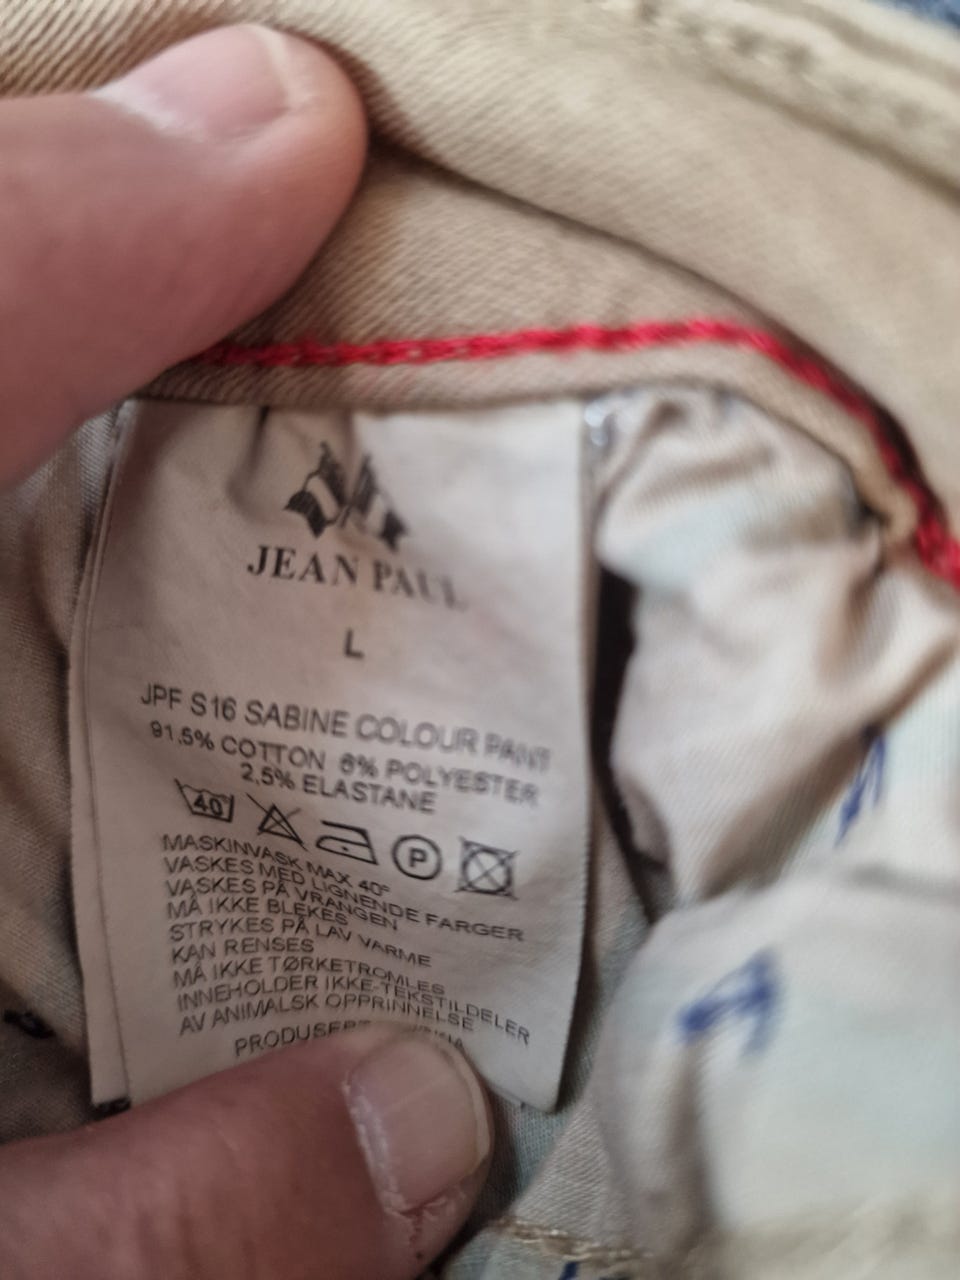 JEAN PAUL
L
JPF S16 SABINE COLOUR PANT
91,5% COTTON 6% POLYESTER
2,5% ELASTANE
40 P
MASKINVASK MAX 40°
VASKES MED LIGNENDE FARGER
VASKES PÅ VRANGEN
MÅ IKKE BLEKES
STRYKES PÅ LAV VARME
KAN RENSES
MÅ IKKE TØRKETROMLES
INNEHOLDER IKKE-TEKSTILDELER
AV ANIMALSK OPPRINNELSE